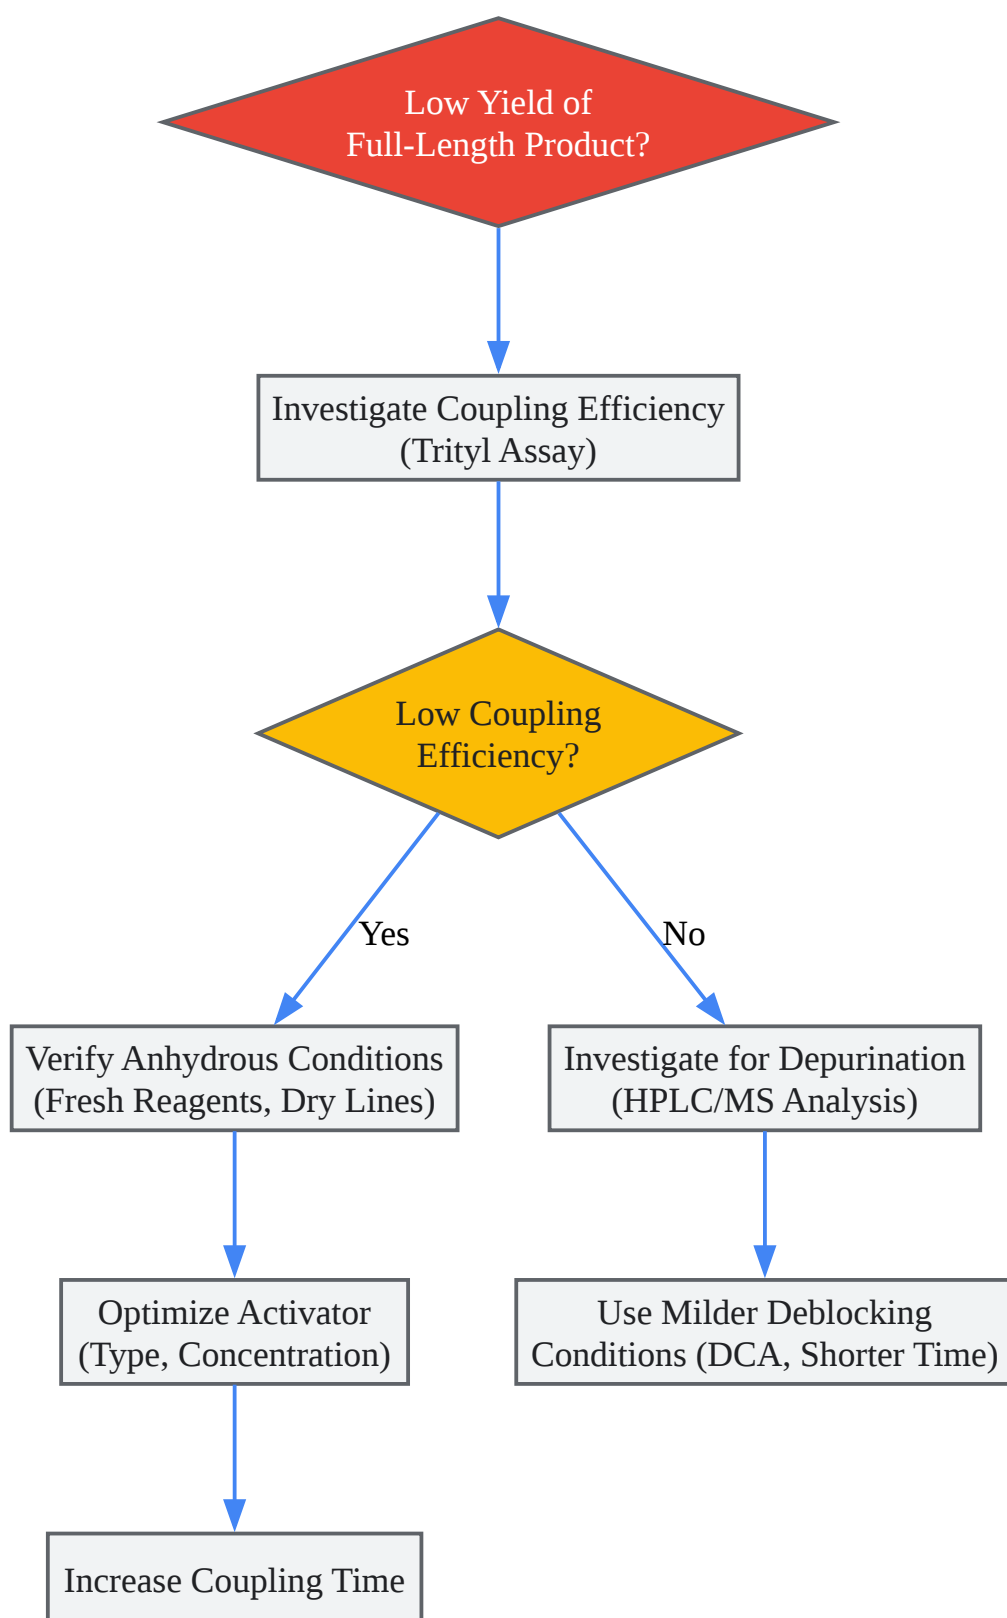 Low Yield of
Full-Length Product?
Investigate Coupling Efficiency
(Trityl Assay)
Low Coupling
Efficiency?
Yes
No
Verify Anhydrous Conditions
(Fresh Reagents, Dry Lines)
Investigate for Depurination
(HPLC/MS Analysis)
Optimize Activator
(Type, Concentration)
Use Milder Deblocking
Conditions (DCA, Shorter Time)
Increase Coupling Time